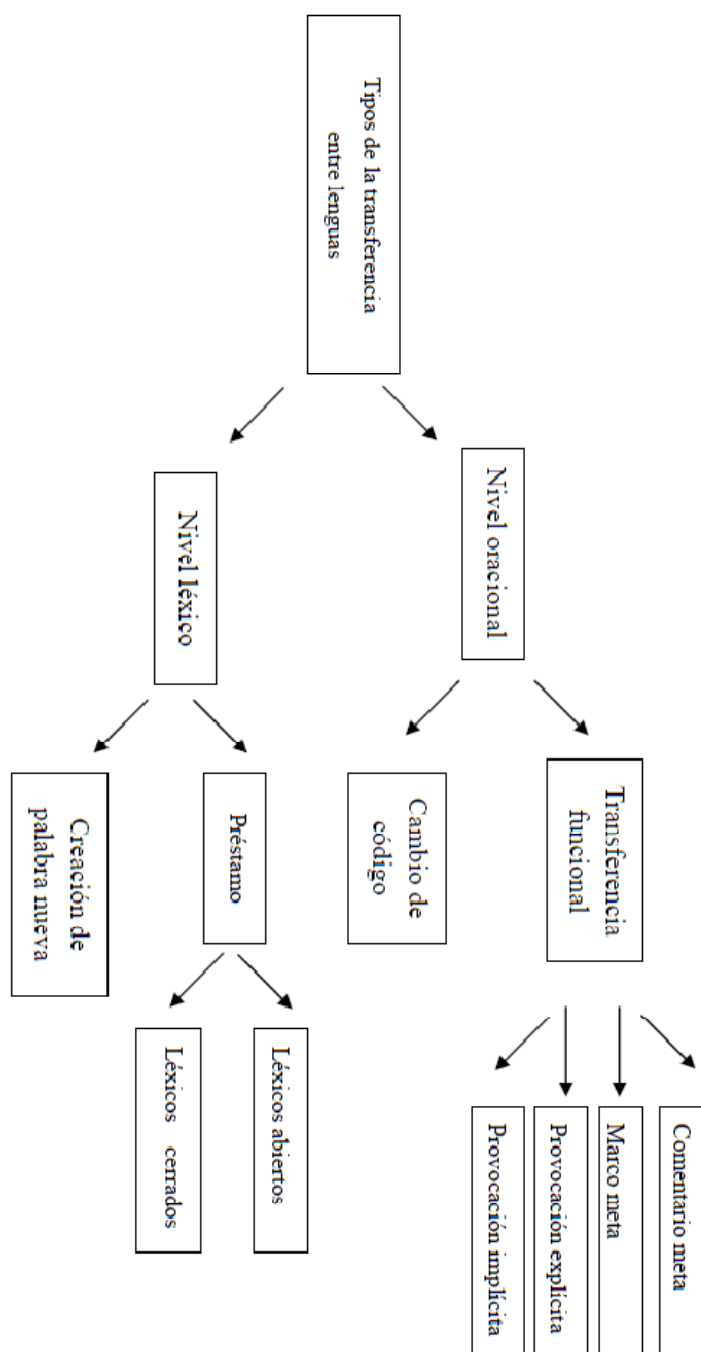 Tipos de la transferencia
entre lenguas
Nivel oracional
Nivel léxico
Transferencia
funcional
Cambio de
código
Préstamo
Creación de
palabra nueva
Comentario meta
Marco meta
Provocación explícita
Provocación implícita
Léxicos abiertos
Léxicos cerrados